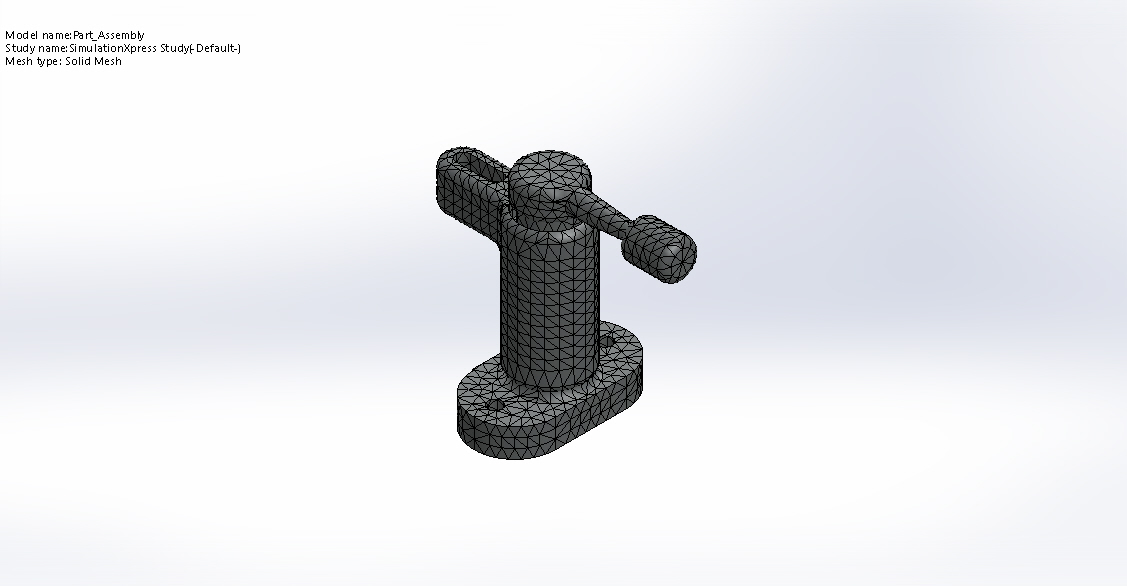 Model name:Part_Assembly
Study name:SimulationXpress Study(-Default-)
Mesh type: Solid Mesh